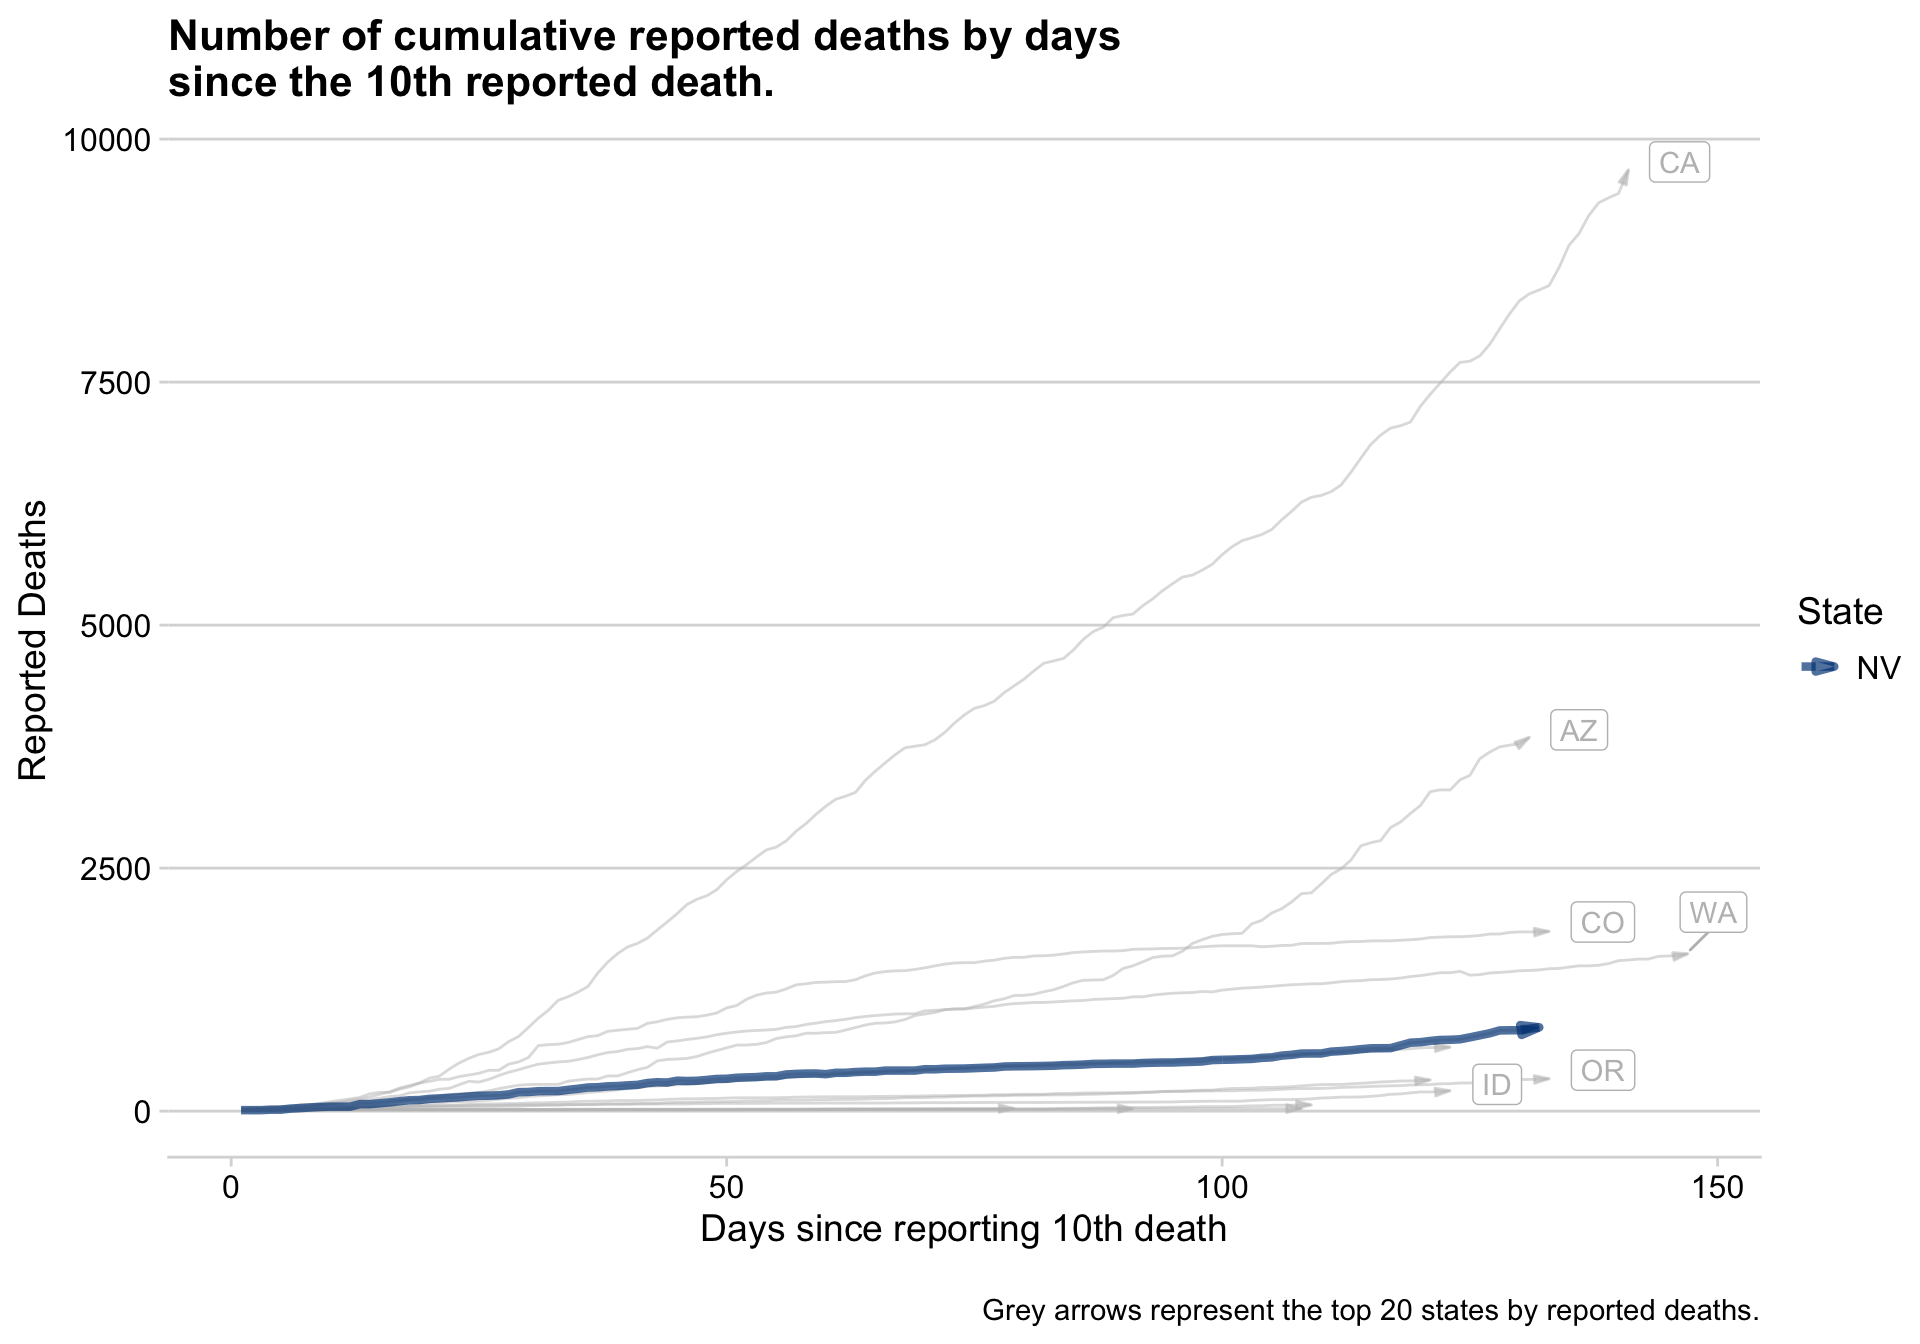 Number of cumulative reported deaths by days
since the 10th reported death.
10000
7500
5000
2500
0
Reported Deaths
CA
AZ
CO
WA
OR
ID
State
NV
0
50
100
150
Days since reporting 10th death
Grey arrows represent the top 20 states by reported deaths.